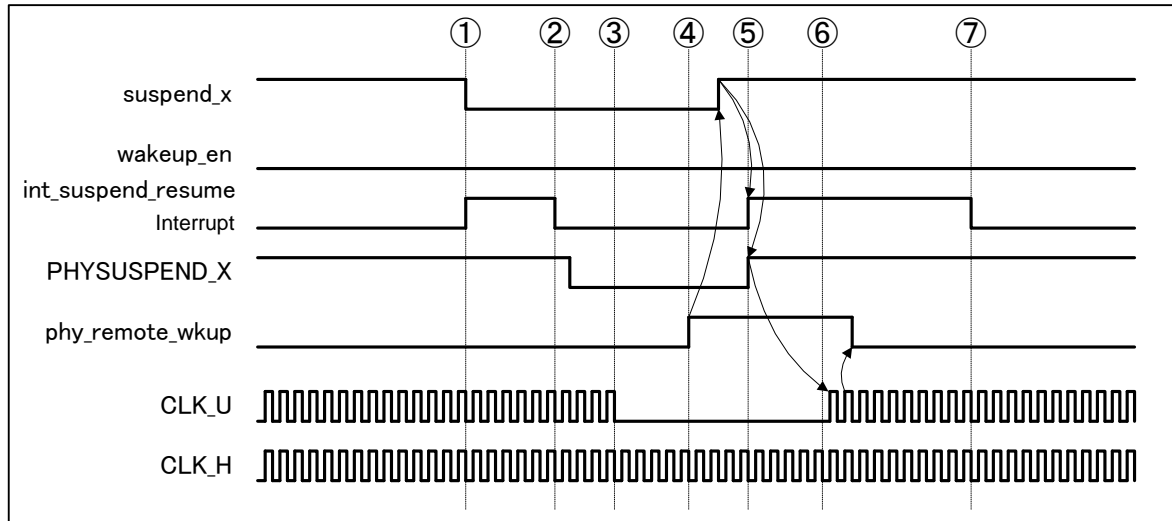 ① ② ③ ④ ⑤ ⑥ ⑦
suspend_x
wakeup_en
int_suspend_resume
Interrupt
PHYSUSPEND_X
phy_remote_wkup
CLK_U
CLK_H